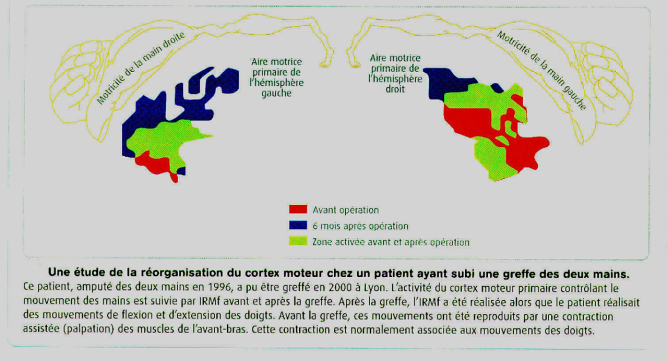 Motricité de la main droite
Aire motrice
primaire de
l'hémisphère
gauche
Aire motrice
primaire de
l'hémisphère
droit
Motricité de la main gauche
Avant opération
6 mois après opération
Zone activée avant et après opération
Une étude de la réorganisation du cortex moteur chez un patient ayant subi une greffe des deux mains.
Ce patient, amputé des deux mains en 1996, a pu être greffé en 2000 à Lyon. L'activité du cortex moteur primaire contrôlant le
mouvement des mains est suivie par IRMf avant et après la greffe. Après la greffe, l'IRMf a été réalisée alors que le patient réalisait
des mouvements de flexion et d'extension des doigts. Avant la greffe, ces mouvements ont été reproduits par une contraction
assistée (palpation) des muscles de l'avant-bras. Cette contraction est normalement associée aux mouvements des doigts.